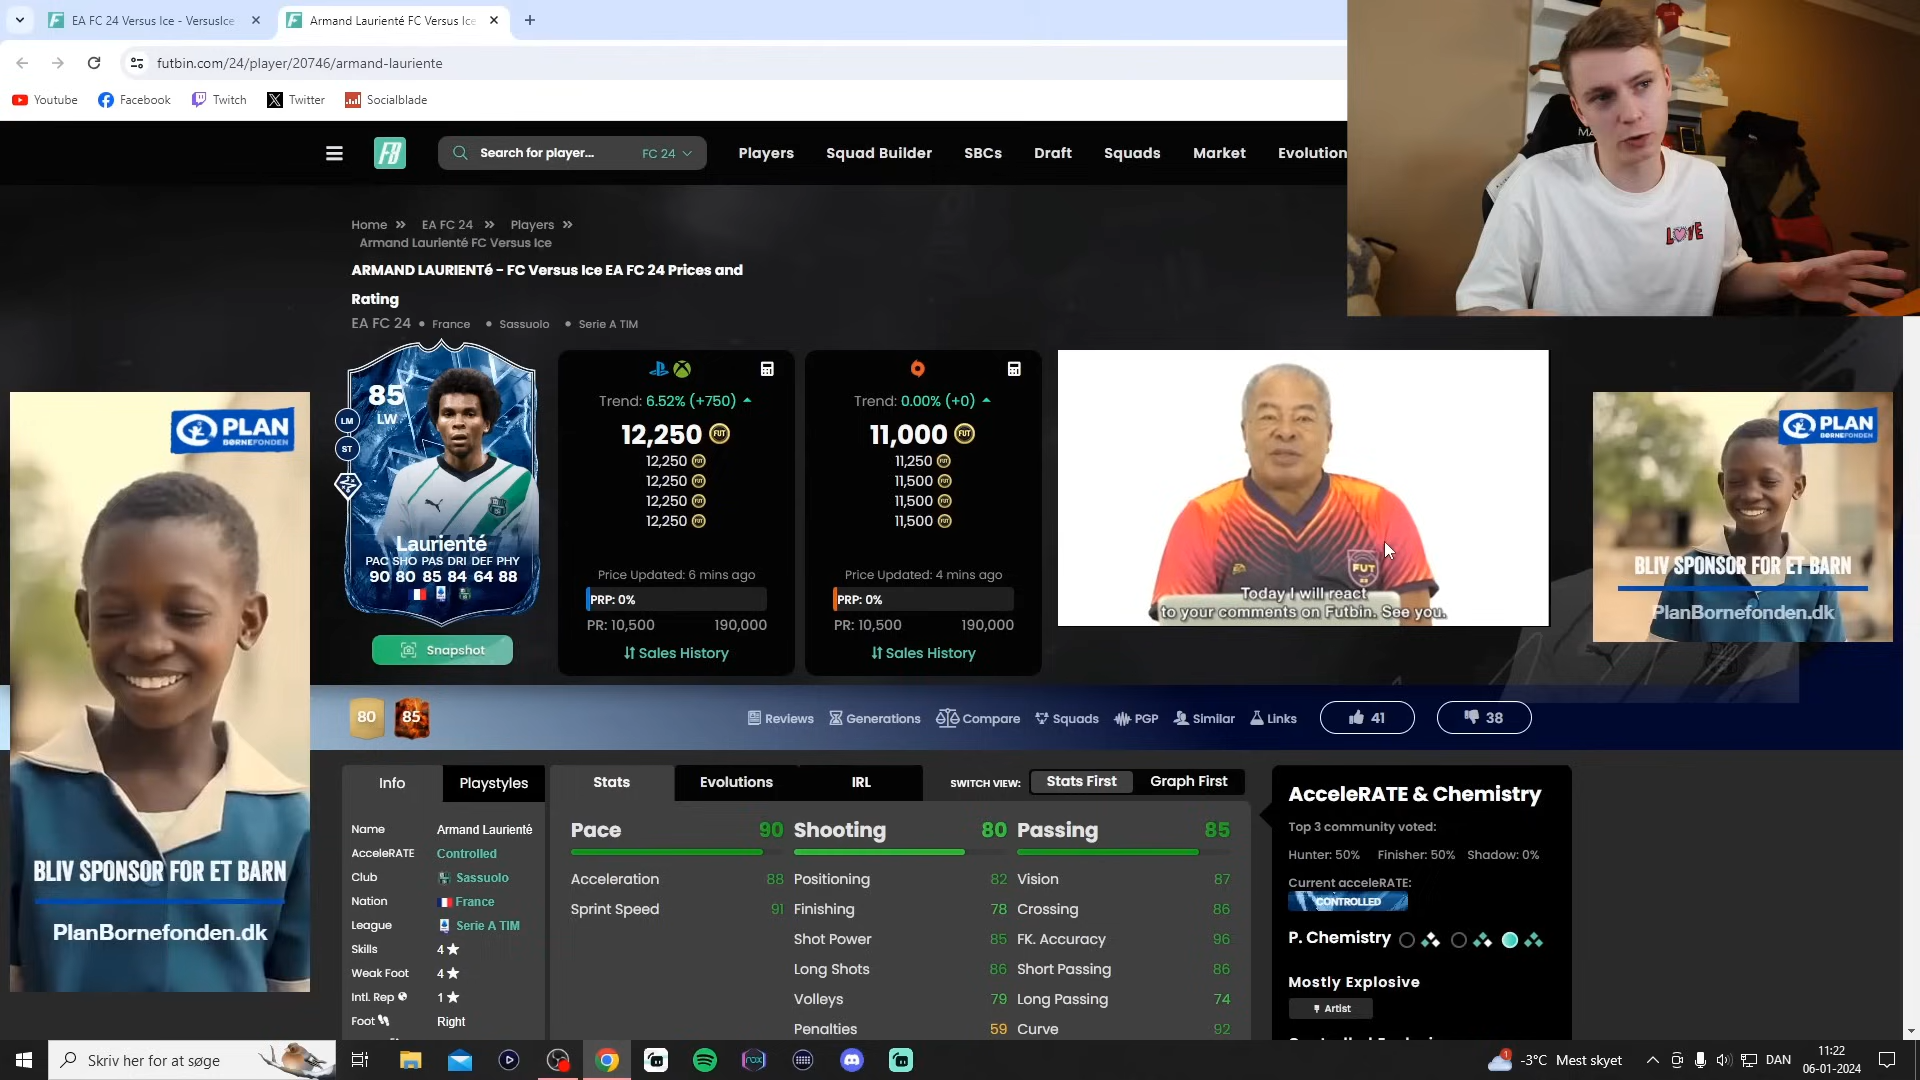 EA FC 24 Versus Ice - VersusIce
Armand Laurienté FC Versus Ice
futbin.com/24/player/20746/armand-lauriente
Youtube
Facebook
Twitch
Twitter
Socialblade
Search for player...
FC 24
Players
Squad Builder
SBCs
Draft
Squads
Market
Evolution
LOVE
Home » EA FC 24 » Players »
Armand Laurienté FC Versus Ice
ARMAND LAURIENTé - FC Versus Ice EA FC 24 Prices and
Rating
EA FC 24 • France • Sassuolo • Serie A TIM
85
LW
LM
ST
Laurienté
PAC SHO PAS DRI DEF PHY
90 80 85 84 64 88
Snapshot
Trend: 6.52% (+750)
12,250
12,250
12,250
12,250
12,250
Price Updated: 6 mins ago
PRP: 0%
PR: 10,500 190,000
Sales History
Trend: 0.00% (+0)
11,000
11,250
11,500
11,500
11,500
Price Updated: 4 mins ago
PRP: 0%
PR: 10,500 190,000
Sales History
FUT
Today I will react
to your comments on Futbin. See you.
PLAN
BØRNEFONDEN
BLIV SPONSOR FOR ET BARN
PlanBornefonden.dk
PLAN
BØRNEFONDEN
BLIV SPONSOR FOR ET BARN
PlanBornefonden.dk
80
85
Reviews
Generations
Compare
Squads
PGP
Similar
Links
41
38
Info
Playstyles
Name Armand Laurienté
AcceleRATE Controlled
Club Sassuolo
Nation France
League Serie A TIM
Skills 4
Weak Foot 4
Intl. Rep 1
Foot Right
Stats
Evolutions
IRL
SWITCH VIEW:
Stats First
Graph First
Pace 90
Acceleration 88
Sprint Speed 91
Shooting 80
Positioning 82
Finishing 78
Shot Power 85
Long Shots 86
Volleys 79
Penalties 59
Passing 85
Vision 87
Crossing 86
FK. Accuracy 96
Short Passing 86
Long Passing 74
Curve 92
AcceleRATE & Chemistry
Top 3 community voted:
Hunter: 50% Finisher: 50% Shadow: 0%
Current acceleRATE:
CONTROLLED
P. Chemistry
Mostly Explosive
Artist
Skriv her for at søge
1
-3°C Mest skyet
DAN
11:22
06-01-2024